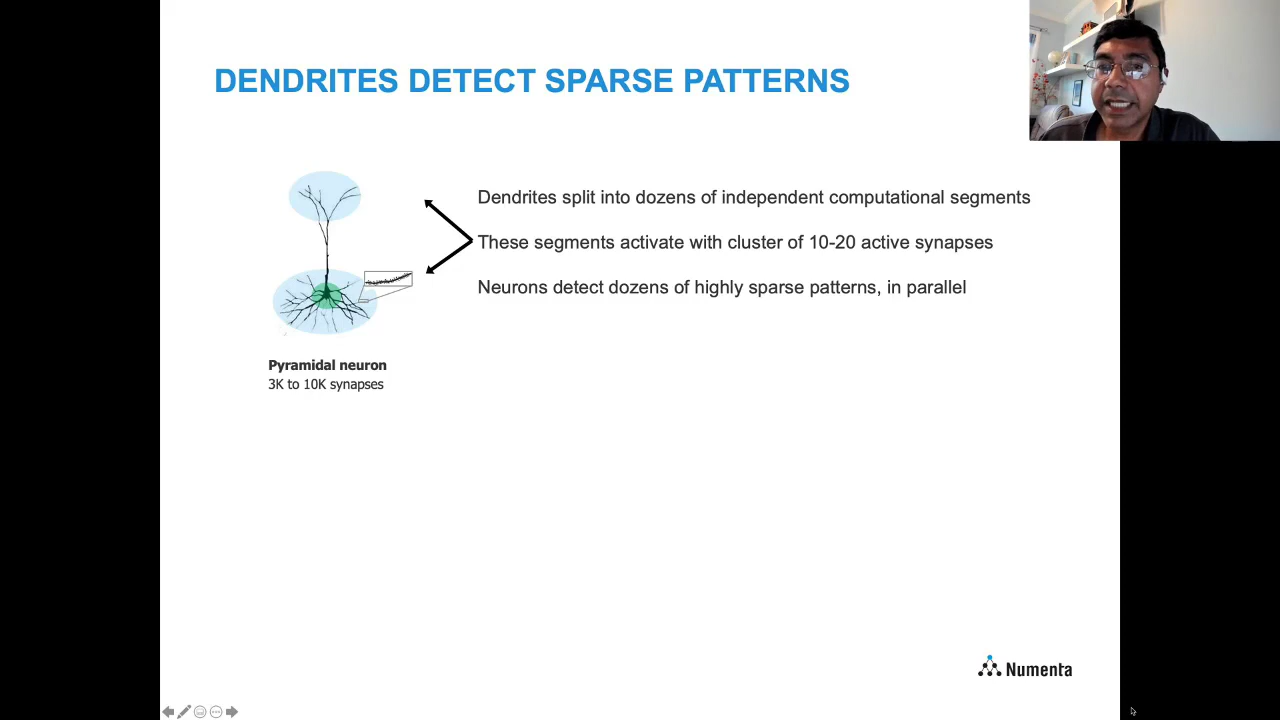 DENDRITES DETECT SPARSE PATTERNS
Dendrites split into dozens of independent computational segments
These segments activate with cluster of 10-20 active synapses
Neurons detect dozens of highly sparse patterns, in parallel
Pyramidal neuron
3K to 10K synapses
Numenta